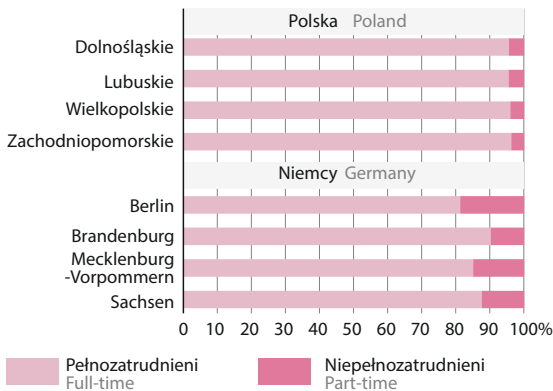 Polska Poland
Dolnośląskie
Lubuskie
Wielkopolskie
Zachodniopomorskie
Niemcy Germany
Berlin
Brandenburg
Mecklenburg
-Vorpommern
Sachsen
0 10 20 30 40 50 60 70 80 90 100%
Pełnozatrudnieni
Full-time
Niepełnozatrudnieni
Part-time